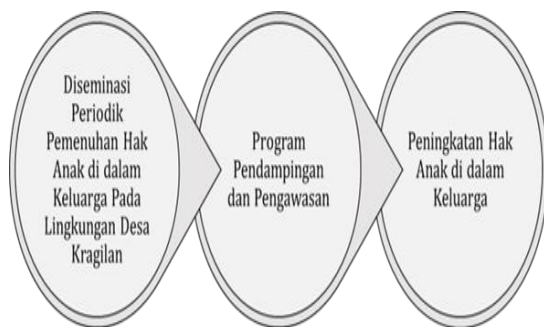 Diseminasi
Periodik
Pemenuhan Hak
Anak di dalam
Keluarga Pada
Lingkungan Desa
Kragilan
Program
Pendampingan
dan Pengawasan
Peningkatan Hak
Anak di dalam
Keluarga